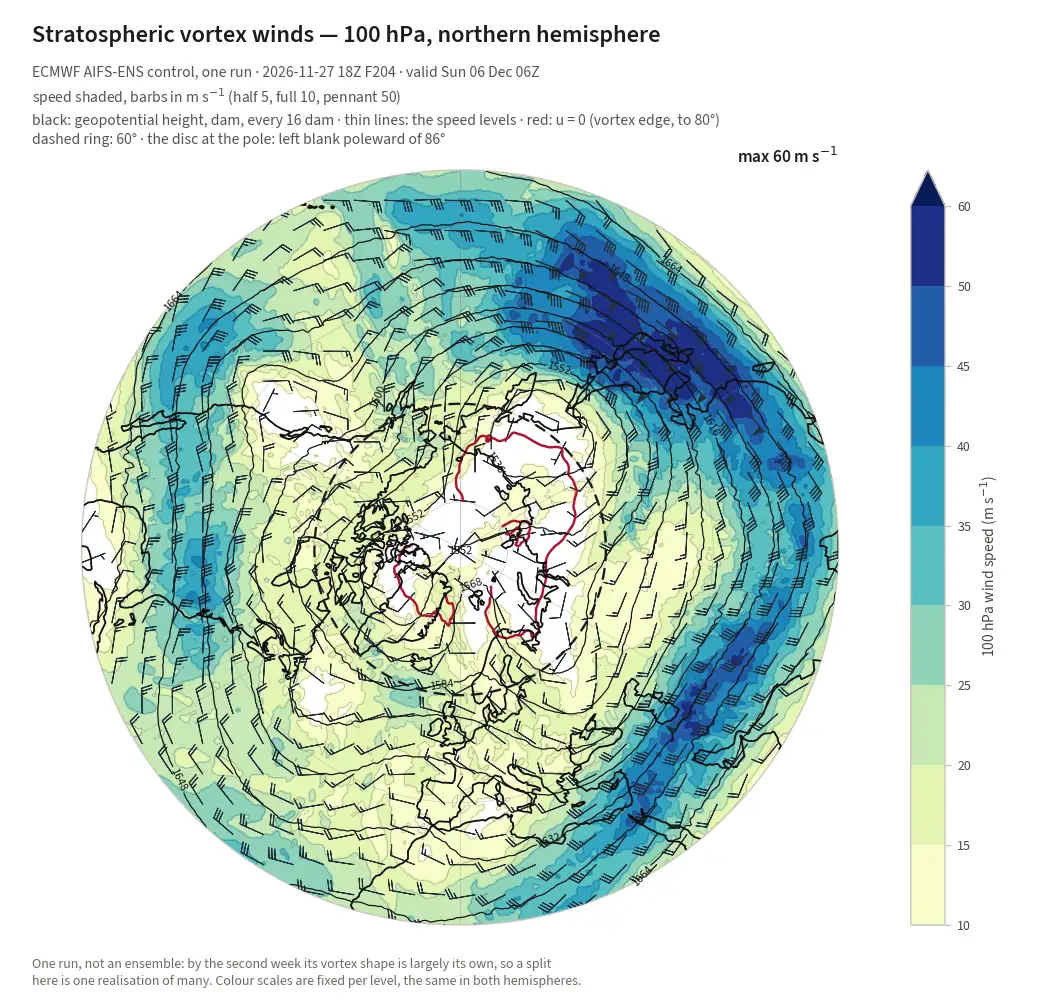 Stratospheric vortex winds — 100 hPa, northern hemisphere
ECMWF AIFS-ENS control, one run · 2026-11-27 18Z F204 · valid Sun 06 Dec 06Z
speed shaded, barbs in m s⁻¹ (half 5, full 10, pennant 50)
black: geopotential height, dam, every 16 dam · thin lines: the speed levels · red: u = 0 (vortex edge, to 80°)
dashed ring: 60° · the disc at the pole: left blank poleward of 86°
max 60 m s⁻¹
60
50
45
40
35
30
25
20
15
10
100 hPa wind speed (m s⁻¹)
1664
1648
1664
1552
1616
1552
1552
1568
1584
1648
1632
1664
One run, not an ensemble: by the second week its vortex shape is largely its own, so a split
here is one realisation of many. Colour scales are fixed per level, the same in both hemispheres.